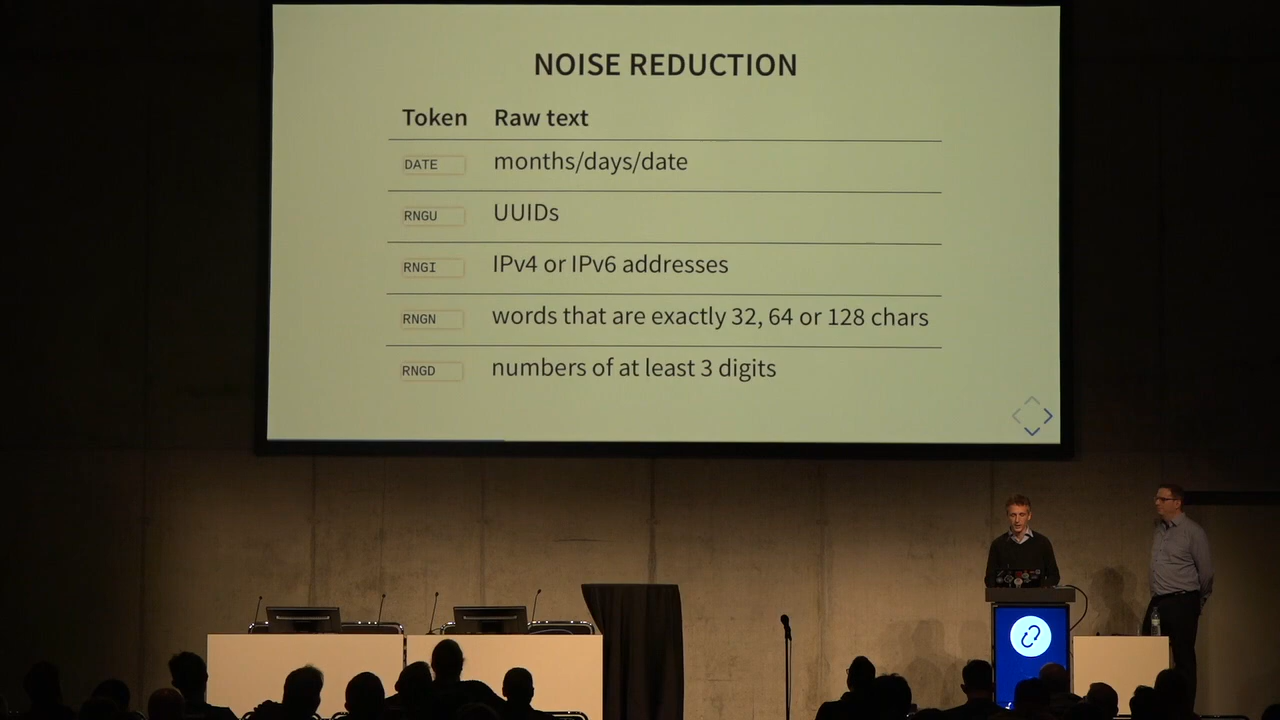 NOISE REDUCTION
Token Raw text
DATE months/days/date
RNGU UUIDs
RNGI IPv4 or IPv6 addresses
RNGN words that are exactly 32, 64 or 128 chars
RNGD numbers of at least 3 digits